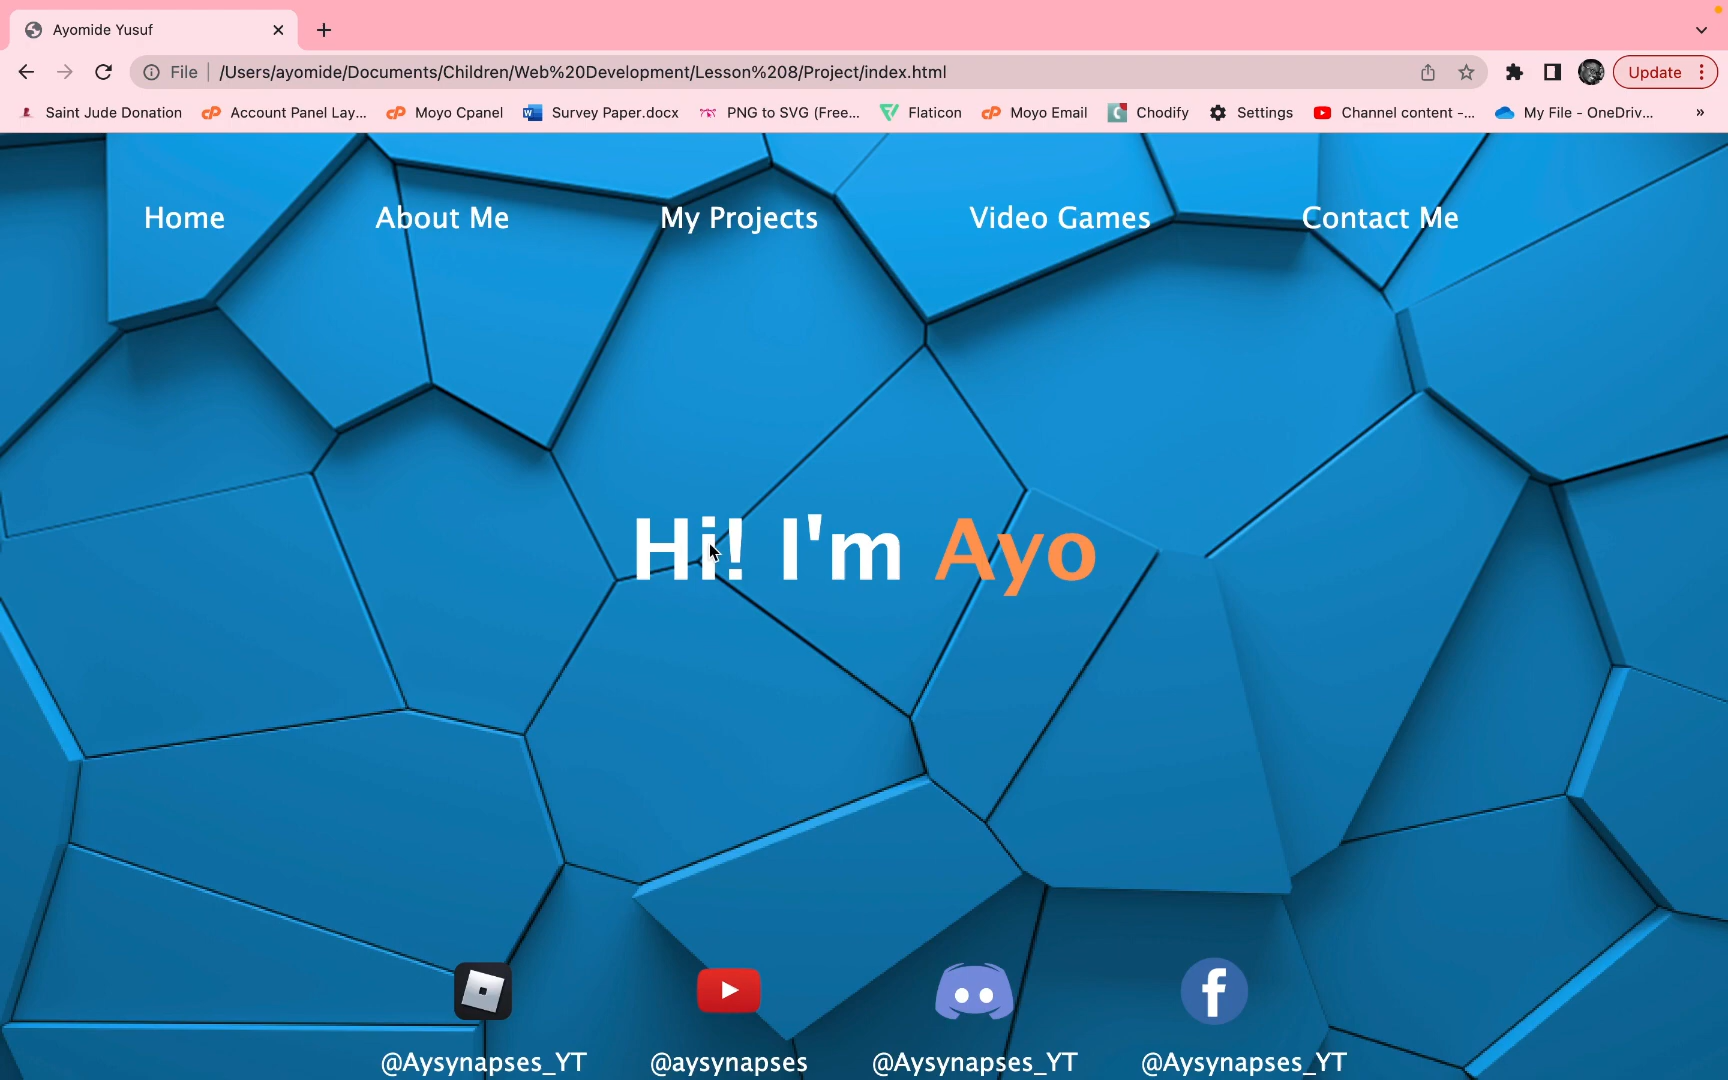 Ayomide Yusuf
File /Users/ayomide/Documents/Children/Web%20Development/Lesson%208/Project/index.html Update
Saint Jude Donation Account Panel Lay... Moyo Cpanel Survey Paper.docx PNG to SVG (Free... Flaticon Moyo Email Chodify Settings Channel content -... My File - OneDriv... »
Home About Me My Projects Video Games Contact Me
Hi! I'm Ayo
@Aysynapses_YT @aysynapses @Aysynapses_YT @Aysynapses_YT